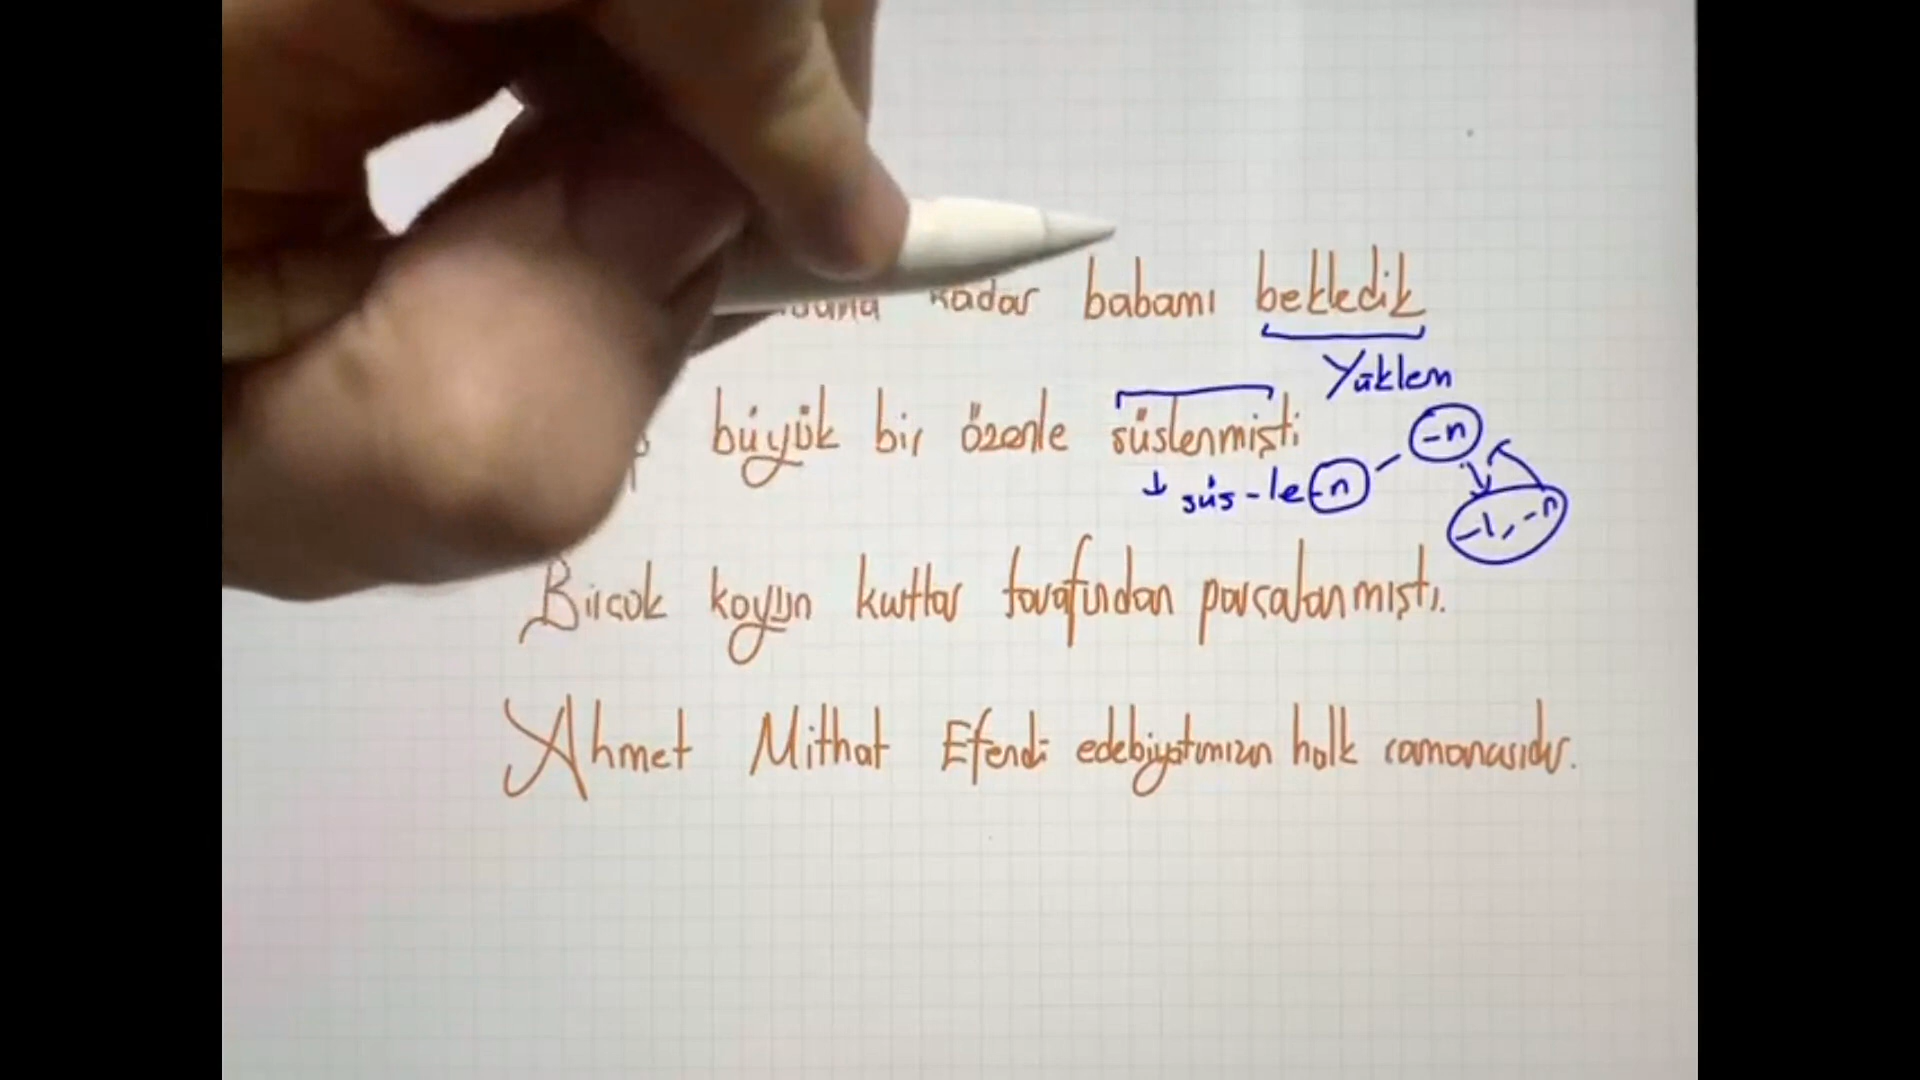 kadar babamı bekledik
Yüklem
büyük bir özenle süslenmişti
-n
↓ süs-le-n
-l, -n
Birçok koyun kurtlar tarafından parçalanmıştı.
Ahmet Mithat Efendi edebiyatımızın halk romancısıdır.